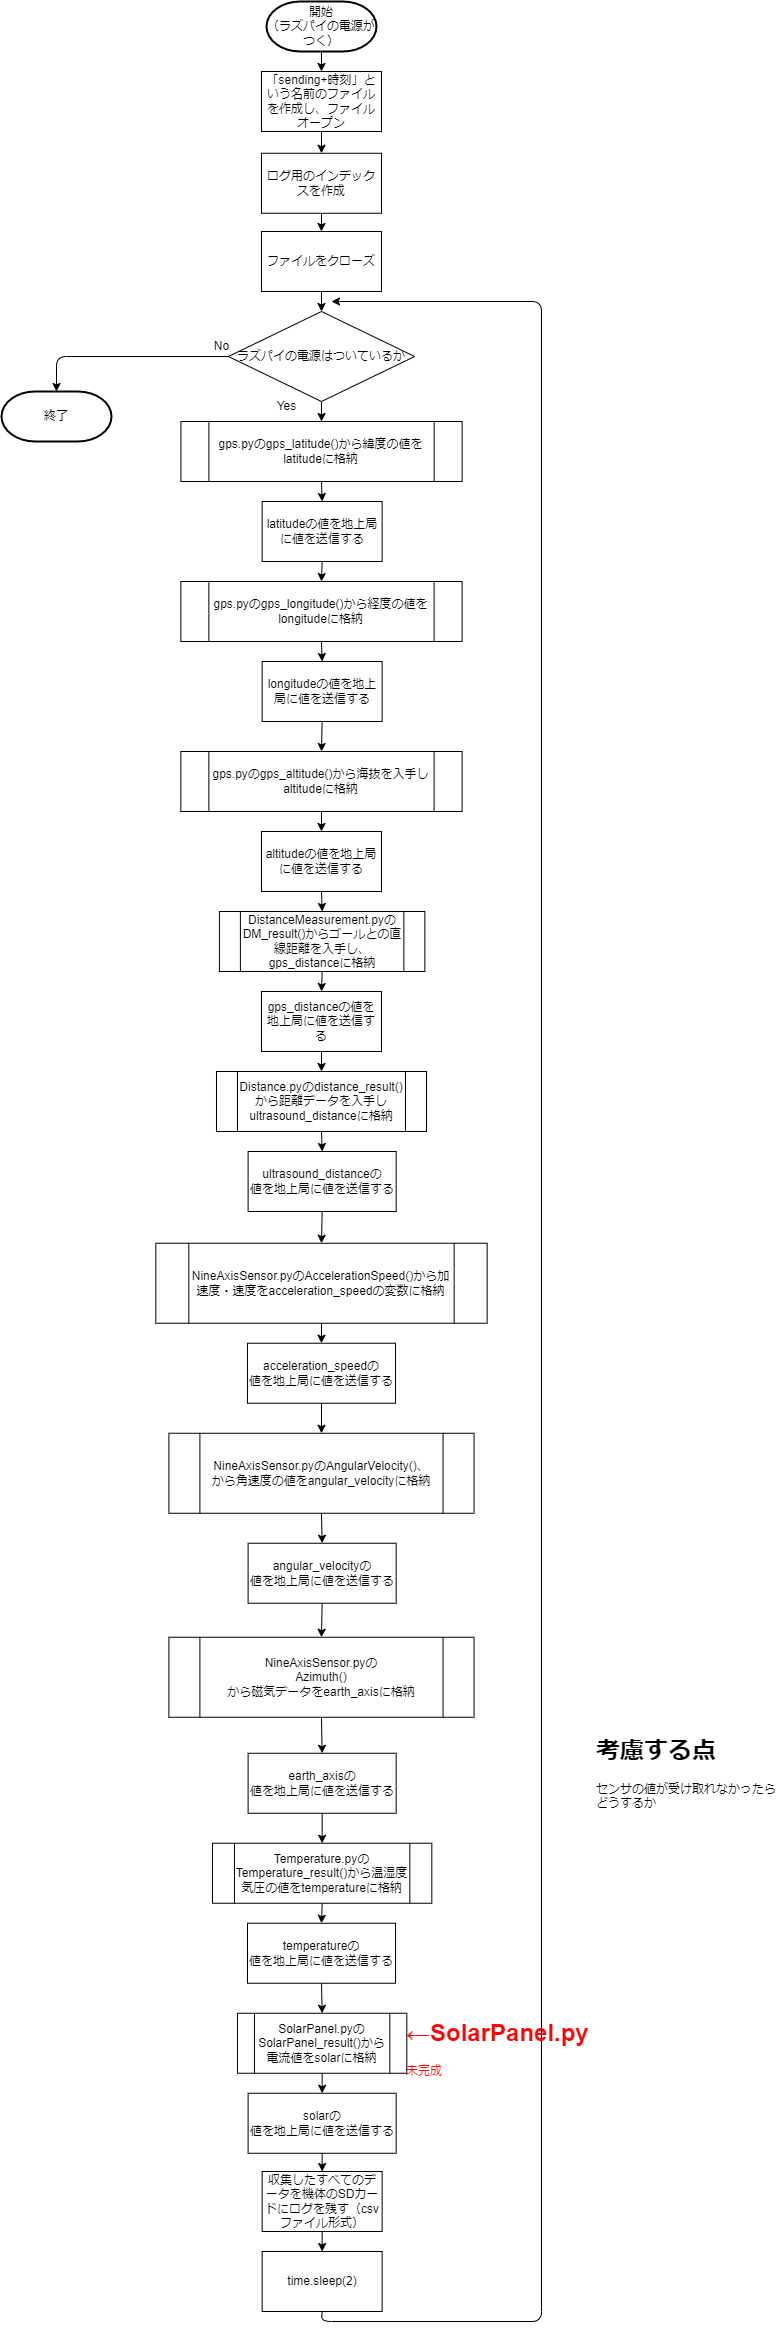 開始
（ラズパイの電源が
つく）
「sending+時刻」と
いう名前のファイル
を作成し、ファイル
オープン
ログ用のインデック
スを作成
ファイルをクローズ
ラズパイの電源はついているか
No
終了
Yes
gps.pyのgps_latitude()から緯度の値を
latitudeに格納
latitudeの値を地上局
に値を送信する
gps.pyのgps_longitude()から経度の値を
longitudeに格納
longitudeの値を地上
局に値を送信する
gps.pyのgps_altitude()から海抜を入手し
altitudeに格納
altitudeの値を地上局
に値を送信する
DistanceMeasurement.pyの
DM_result()からゴールとの直
線距離を入手し、
gps_distanceに格納
gps_distanceの値を
地上局に値を送信す
る
Distance.pyのdistance_result()
から距離データを入手し
ultrasound_distanceに格納
ultrasound_distanceの
値を地上局に値を送信する
NineAxisSensor.pyのAccelerationSpeed()から加
速度・速度をacceleration_speedの変数に格納
acceleration_speedの
値を地上局に値を送信する
NineAxisSensor.pyのAngularVelocity()、
から角速度の値をangular_velocityに格納
angular_velocityの
値を地上局に値を送信する
NineAxisSensor.pyの
Azimuth()
から磁気データをearth_axisに格納
earth_axisの
値を地上局に値を送信する
考慮する点
センサの値が受け取れなかったら
どうするか
Temperature.pyの
Temperature_result()から温湿度
気圧の値をtemperatureに格納
temperatureの
値を地上局に値を送信する
SolarPanel.pyの
SolarPanel_result()から
電流値をsolarに格納
←SolarPanel.py
未完成
solarの
値を地上局に値を送信する
収集したすべてのデ
ータを機体のSDカー
ドにログを残す（csv
ファイル形式）
time.sleep(2)